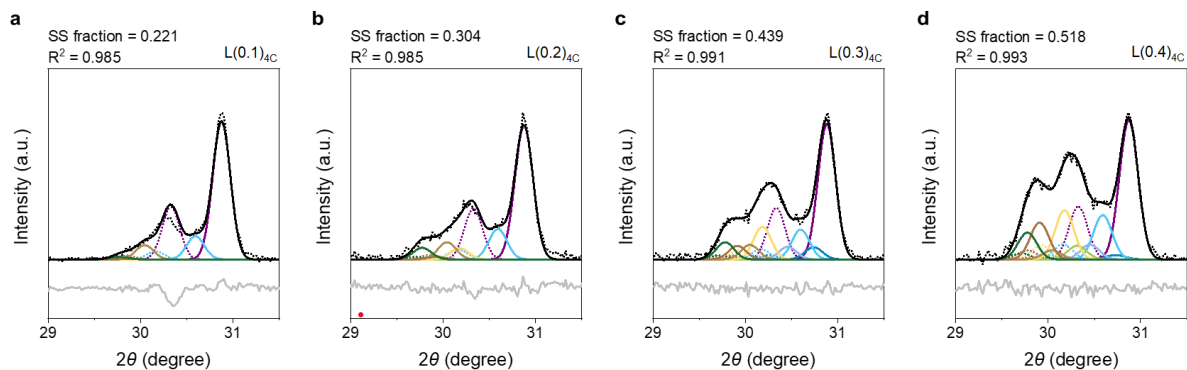 a
SS fraction = 0.221
R² = 0.985
L(0.1)₄C
Intensity (a.u.)
29 30 31
2θ (degree)
b
SS fraction = 0.304
R² = 0.985
L(0.2)₄C
Intensity (a.u.)
29 30 31
2θ (degree)
c
SS fraction = 0.439
R² = 0.991
L(0.3)₄C
Intensity (a.u.)
29 30 31
2θ (degree)
d
SS fraction = 0.518
R² = 0.993
L(0.4)₄C
Intensity (a.u.)
29 30 31
2θ (degree)